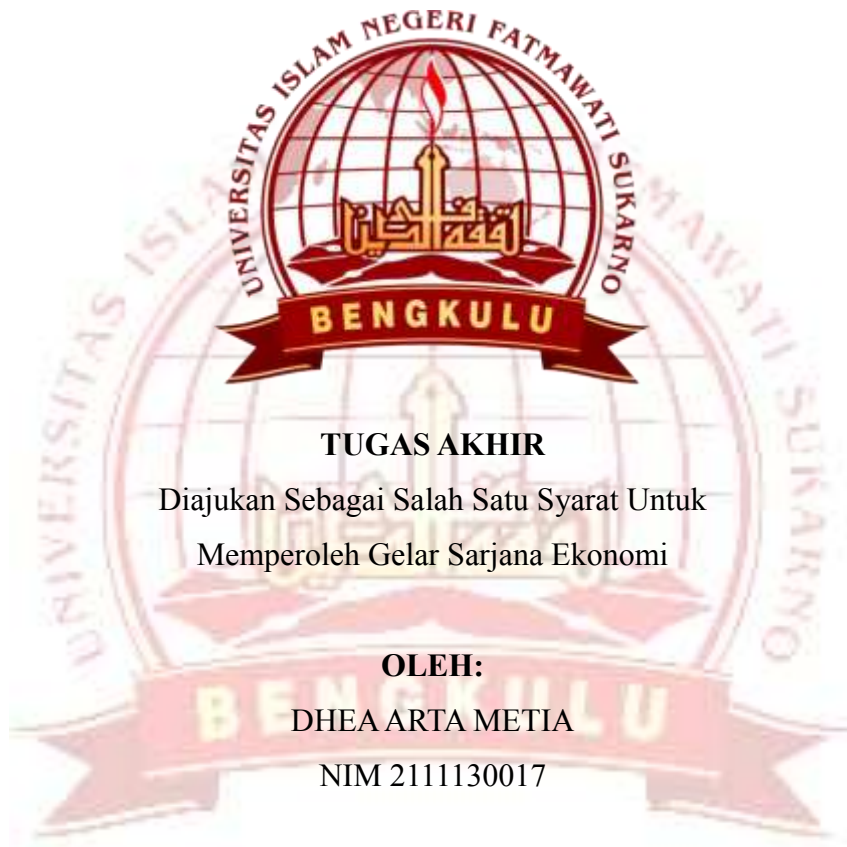 UNIVERSITAS ISLAM NEGERI FATMAWATI SUKARNO
BENGKULU
TUGAS AKHIR
Diajukan Sebagai Salah Satu Syarat Untuk
Memperoleh Gelar Sarjana Ekonomi
OLEH:
DHEA ARTA METIA
NIM 2111130017